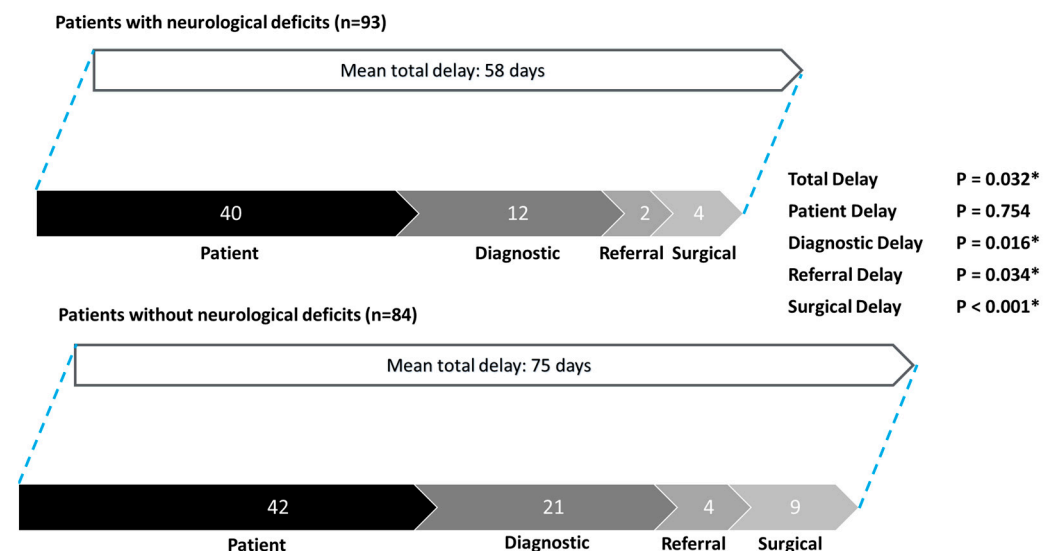 Patients with neurological deficits (n=93)
Mean total delay: 58 days
40 12 2 4
Patient Diagnostic Referral Surgical
Total Delay P = 0.032*
Patient Delay P = 0.754
Diagnostic Delay P = 0.016*
Referral Delay P = 0.034*
Surgical Delay P < 0.001*
Patients without neurological deficits (n=84)
Mean total delay: 75 days
42 21 4 9
Patient Diagnostic Referral Surgical